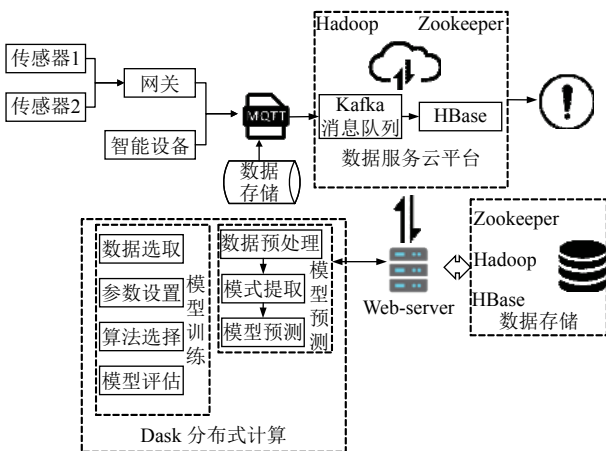 Hadoop
Zookeeper
传感器1
传感器2
网关
智能设备
MQTT
数据
存储
Kafka
消息队列
HBase
数据服务云平台
数据选取
参数设置
算法选择
模型评估
模型训练
数据预处理
模式提取
模型预测
模型预测
Dask 分布式计算
Web-server
Zookeeper
Hadoop
HBase
数据存储